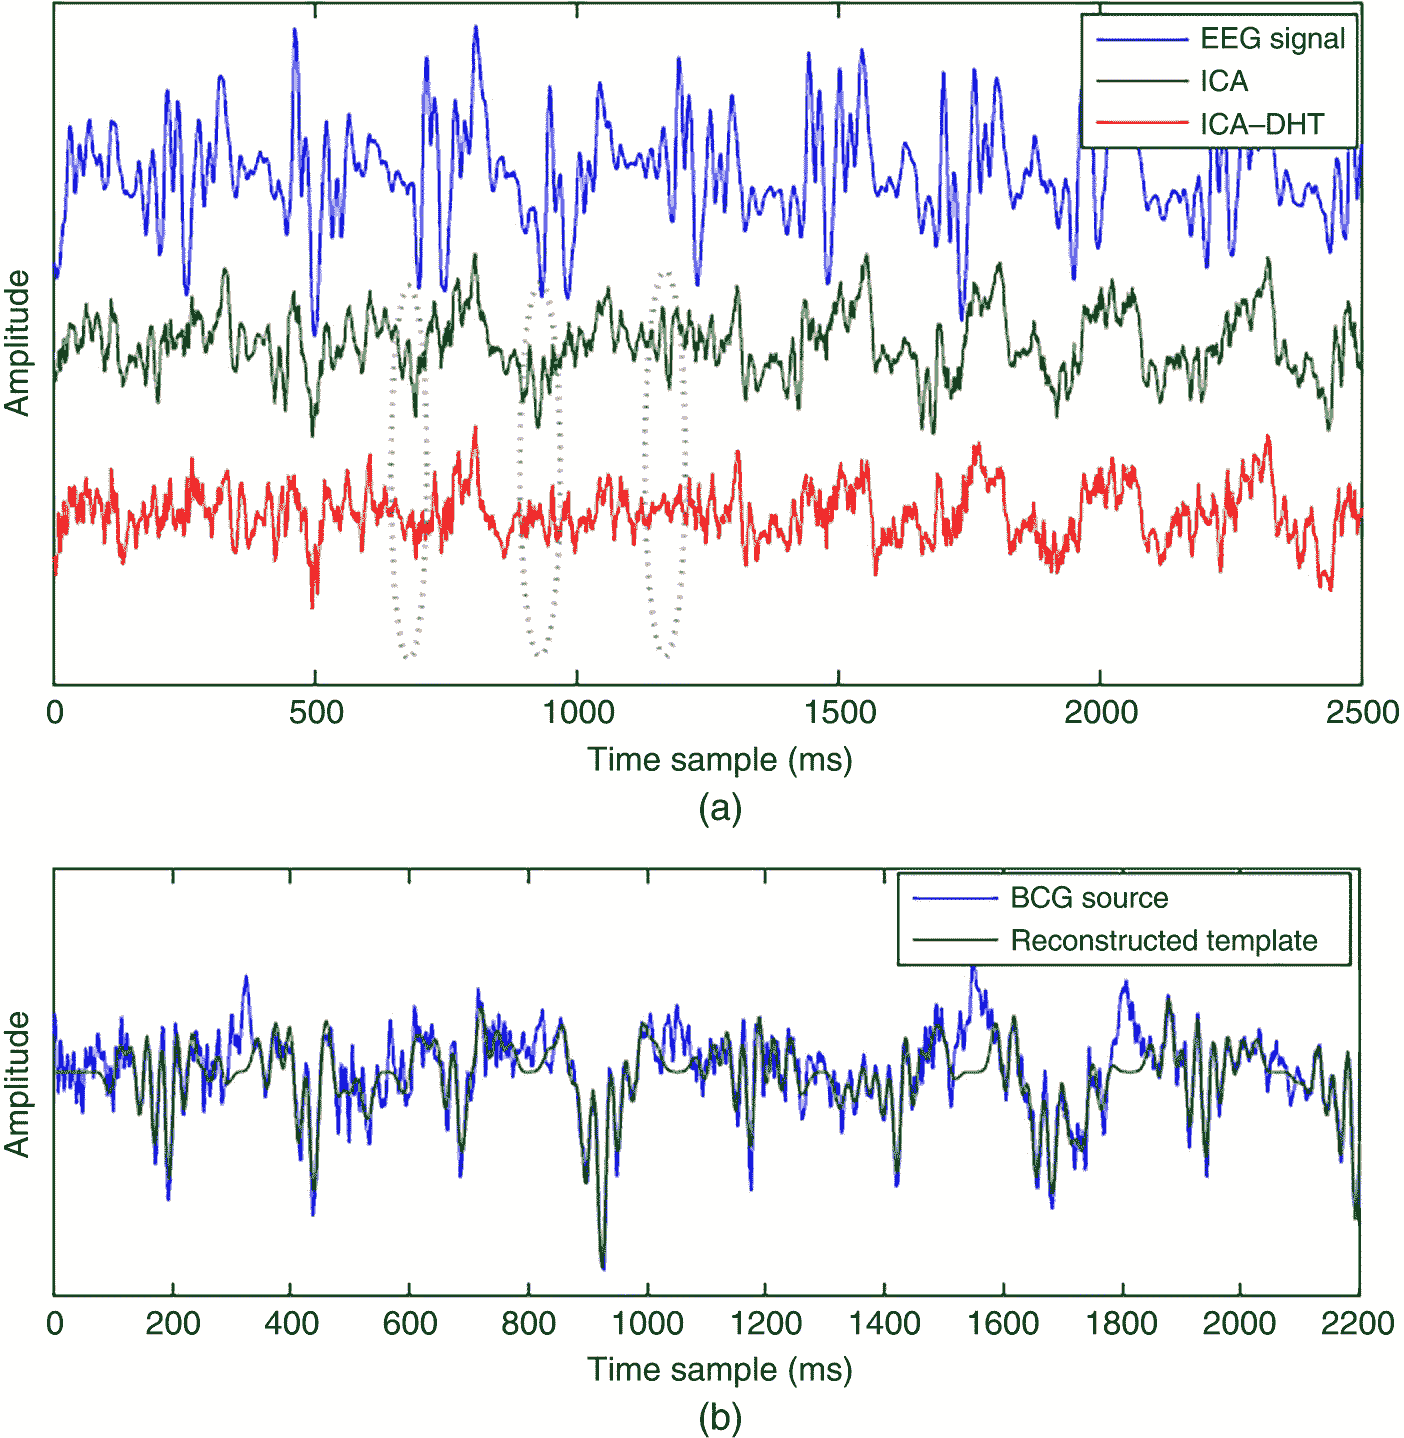 EEG signal
ICA
ICA–DHT
Amplitude
0 500 1000 1500 2000 2500
Time sample (ms)
(a)
BCG source
Reconstructed template
Amplitude
0 200 400 600 800 1000 1200 1400 1600 1800 2000 2200
Time sample (ms)
(b)